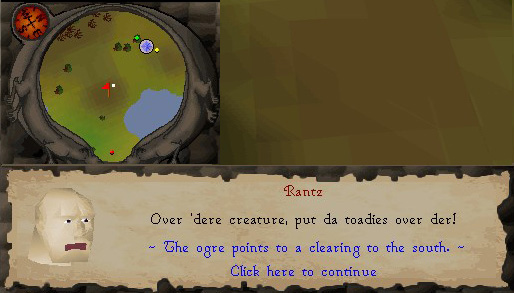 Rantz
Over 'dere creature, put da toadies over der!
~ The ogre points to a clearing to the south. ~
Click here to continue